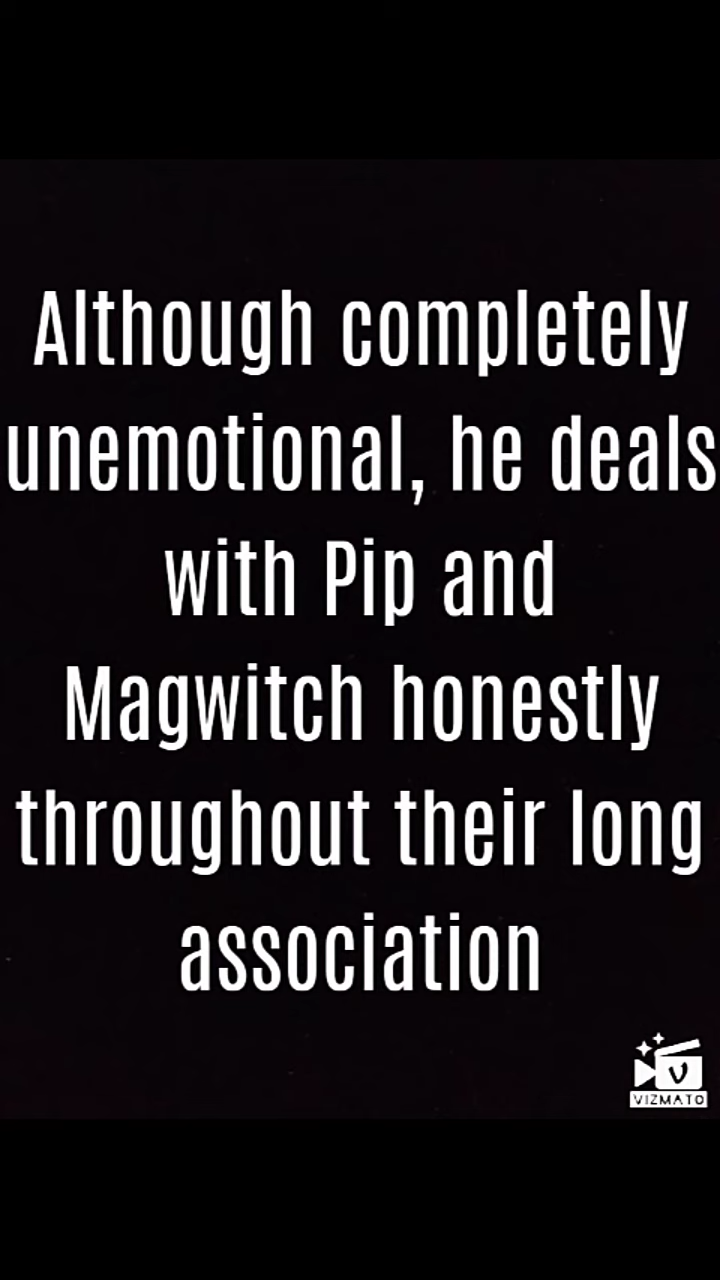 Although completely
unemotional, he deals
with Pip and
Magwitch honestly
throughout their long
association
V
VIZMATO